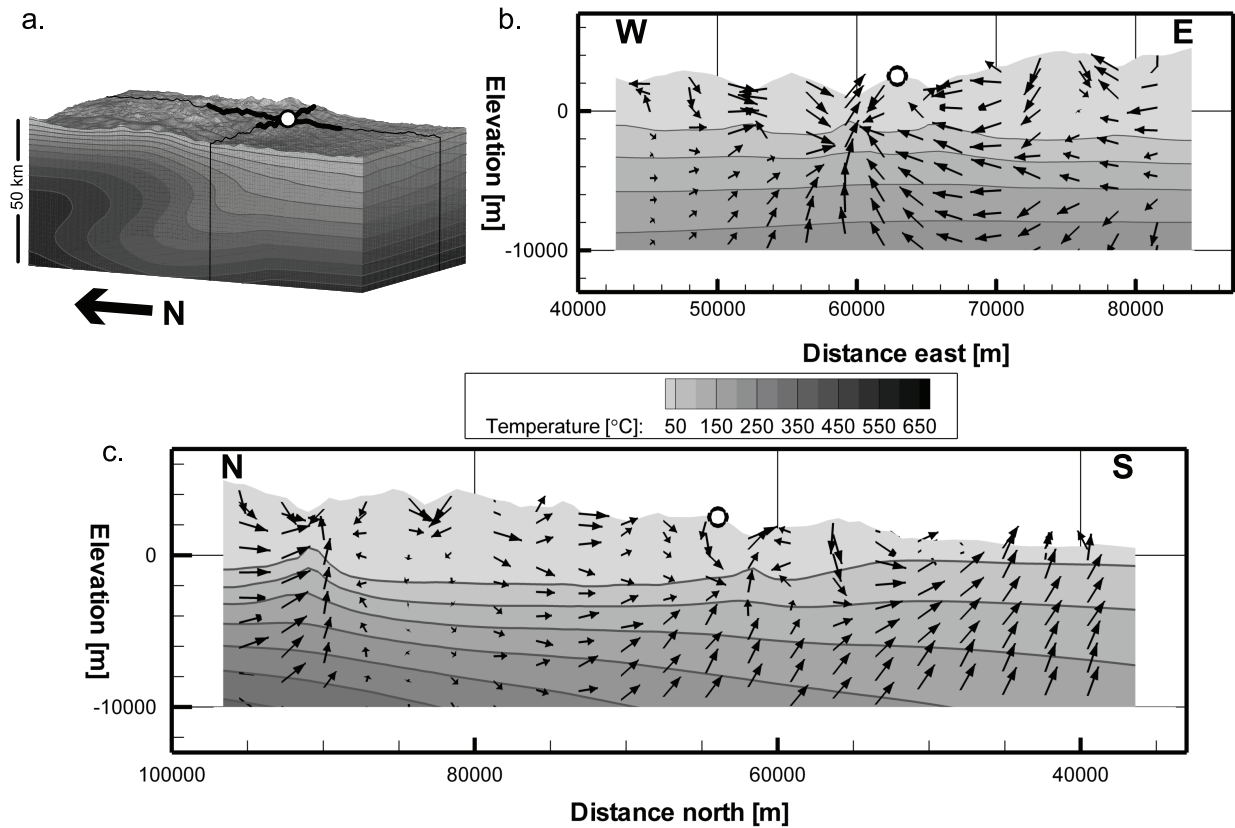 a.
50 km
N
b.
W
E
Elevation [m]
0
-10000
40000 50000 60000 70000 80000
Distance east [m]
Temperature [°C]: 50 150 250 350 450 550 650
c.
N
S
Elevation [m]
0
-10000
100000 80000 60000 40000
Distance north [m]